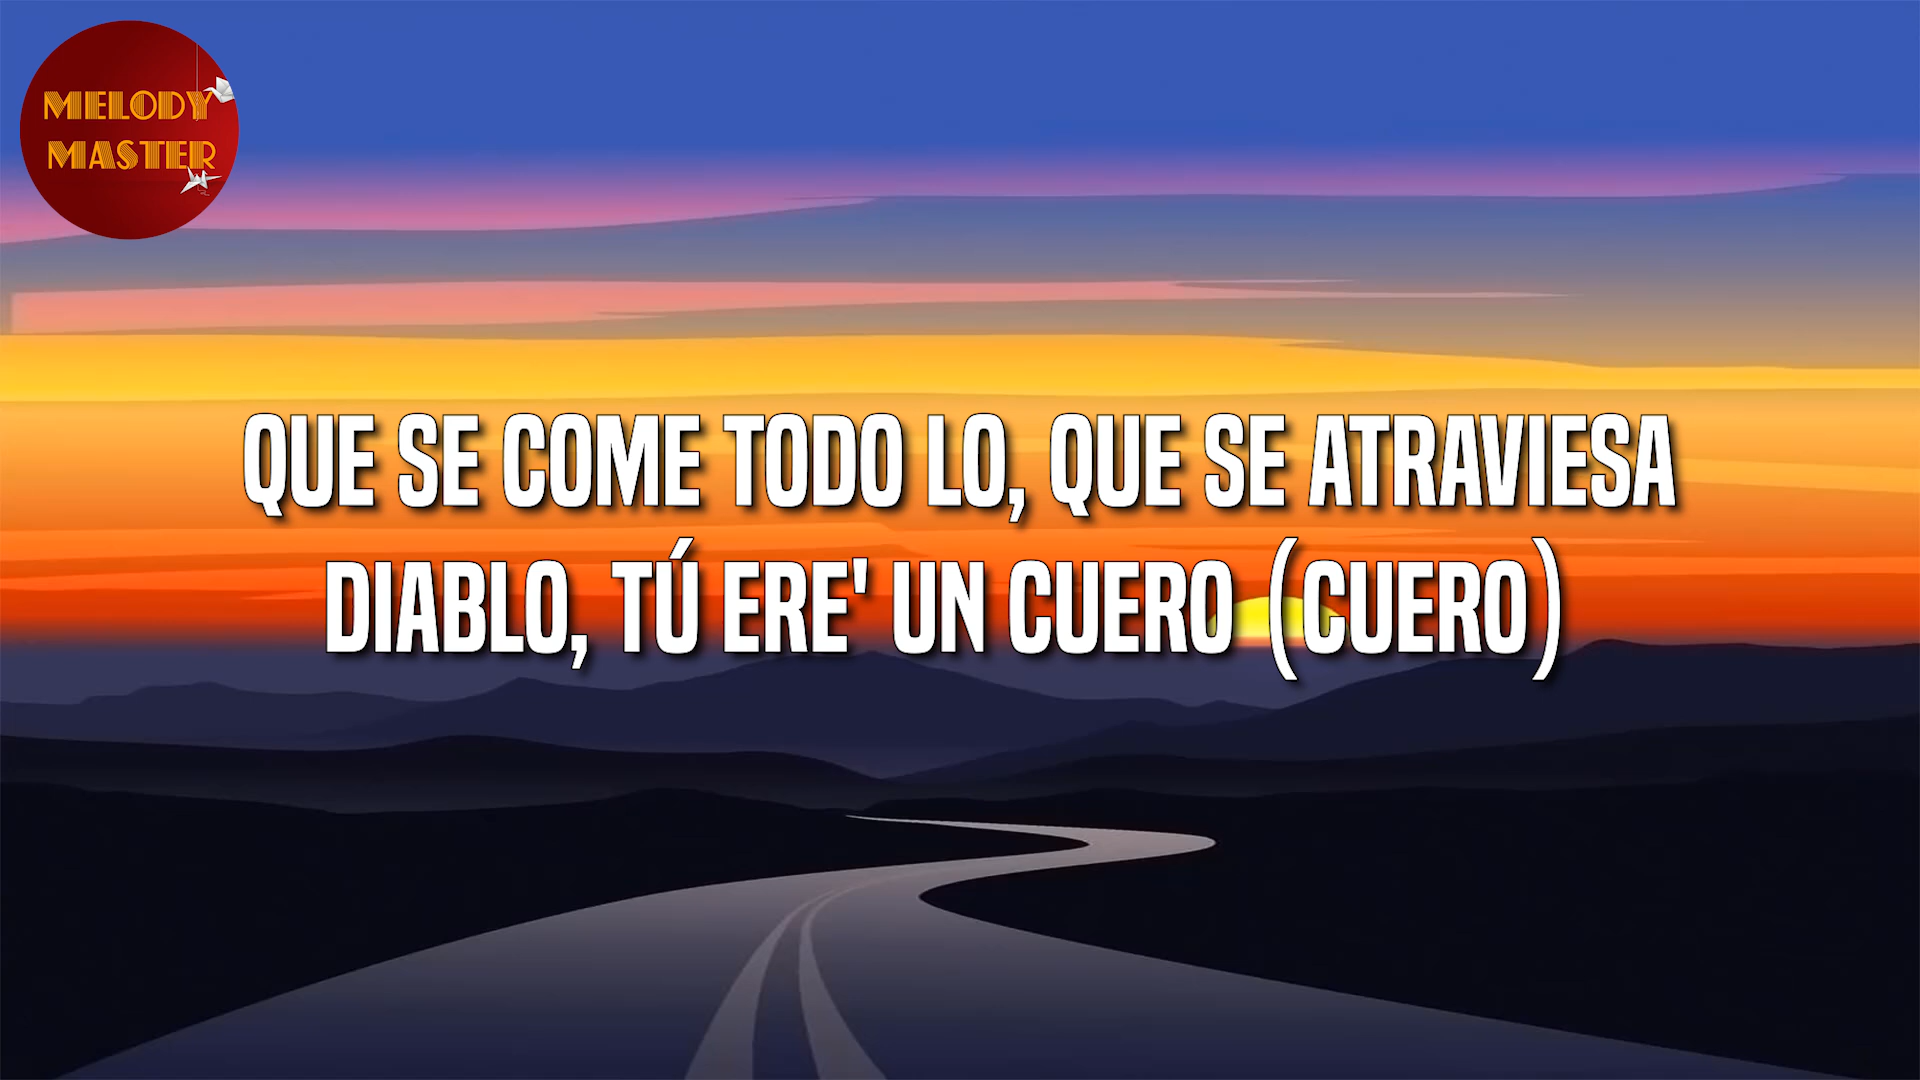 MELODY
MASTER
QUE SE COME TODO LO, QUE SE ATRAVIESA
DIABLO, TÚ ERE' UN CUERO (CUERO)